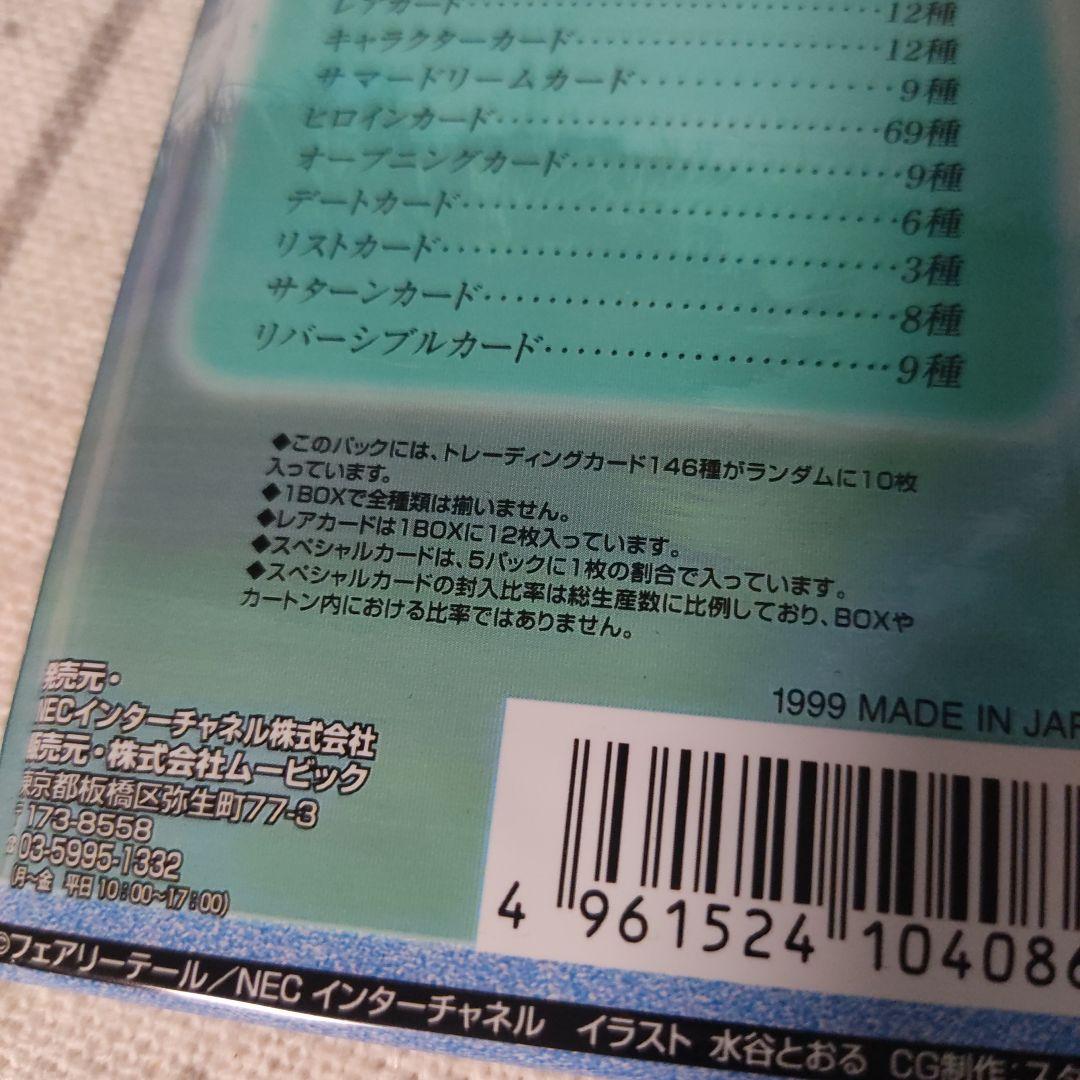 レアカード‥‥‥‥‥‥‥‥‥12種
キャラクターカード‥‥‥‥‥‥‥12種
サマードリームカード‥‥‥‥‥‥9種
ヒロインカード‥‥‥‥‥‥‥‥69種
オープニングカード‥‥‥‥‥‥‥9種
デートカード‥‥‥‥‥‥‥‥‥6種
リストカード‥‥‥‥‥‥‥‥‥3種
サターンカード‥‥‥‥‥‥‥‥8種
リバーシブルカード‥‥‥‥‥‥‥9種
◆このパックには、トレーディングカード146種がランダムに10枚
入っています。
◆1BOXで全種類は揃いません。
◆レアカードは1BOXに12枚入っています。
◆スペシャルカードは、5パックに1枚の割合で入っています。
◆スペシャルカードの封入比率は総生産数に比例しており、BOXや
カートン内における比率ではありません。
発売元・
NECインターチャネル株式会社
販売元・株式会社ムービック
東京都板橋区弥生町77-3
〒173-8558
☎03-5995-1332
(月~金 平日10:00~17:00)
1999 MADE IN JAP
4 961524 104086
©フェアリーテール/NEC インターチャネル イラスト 水谷とおる CG制作:スタ